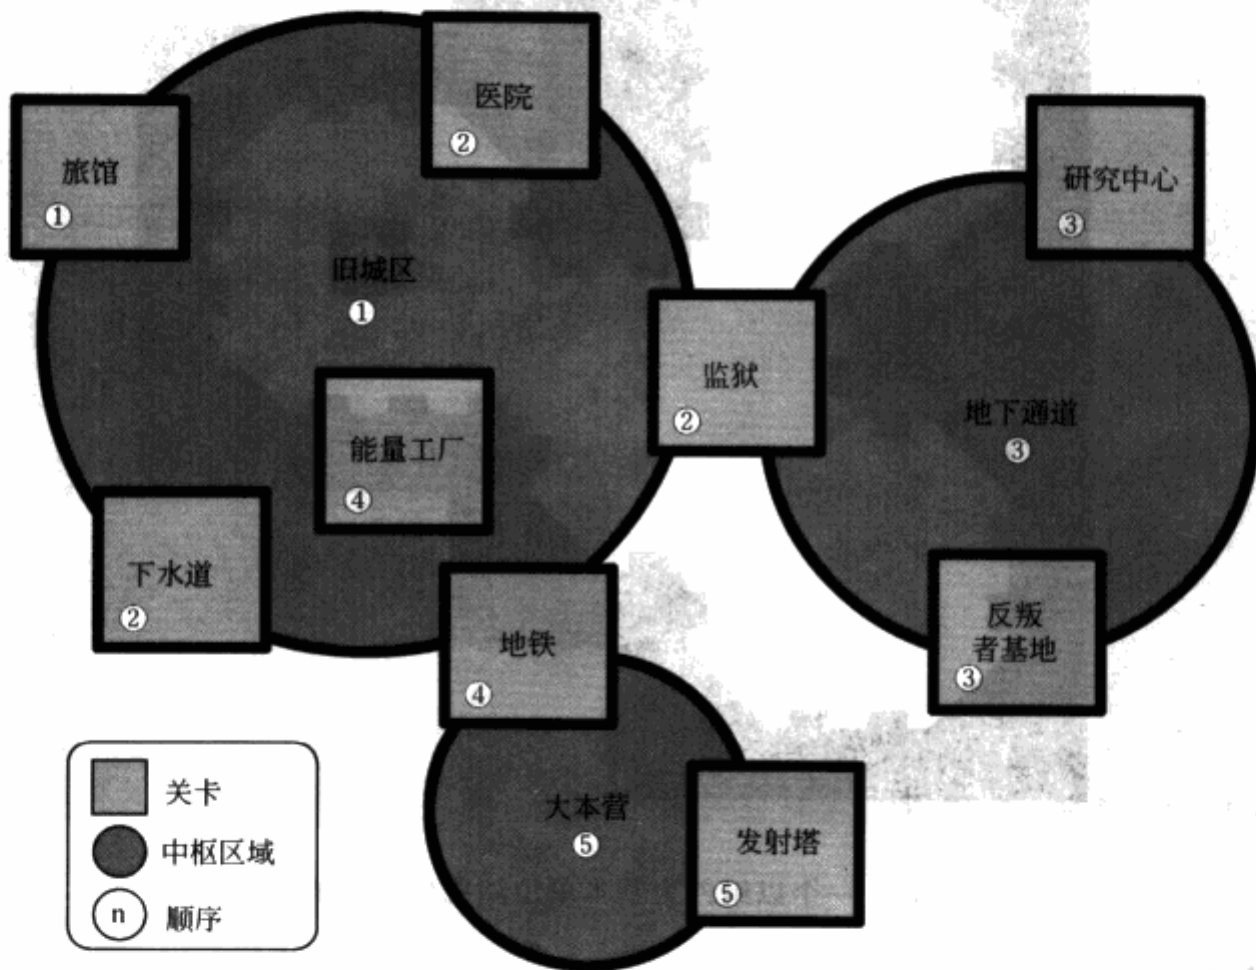 医院
②
旅馆
①
研究中心
③
旧城区
①
监狱
②
地下通道
③
能量工厂
④
下水道
②
地铁
④
反叛
者基地
③
大本营
⑤
发射塔
⑤
关卡
中枢区域
n 顺序